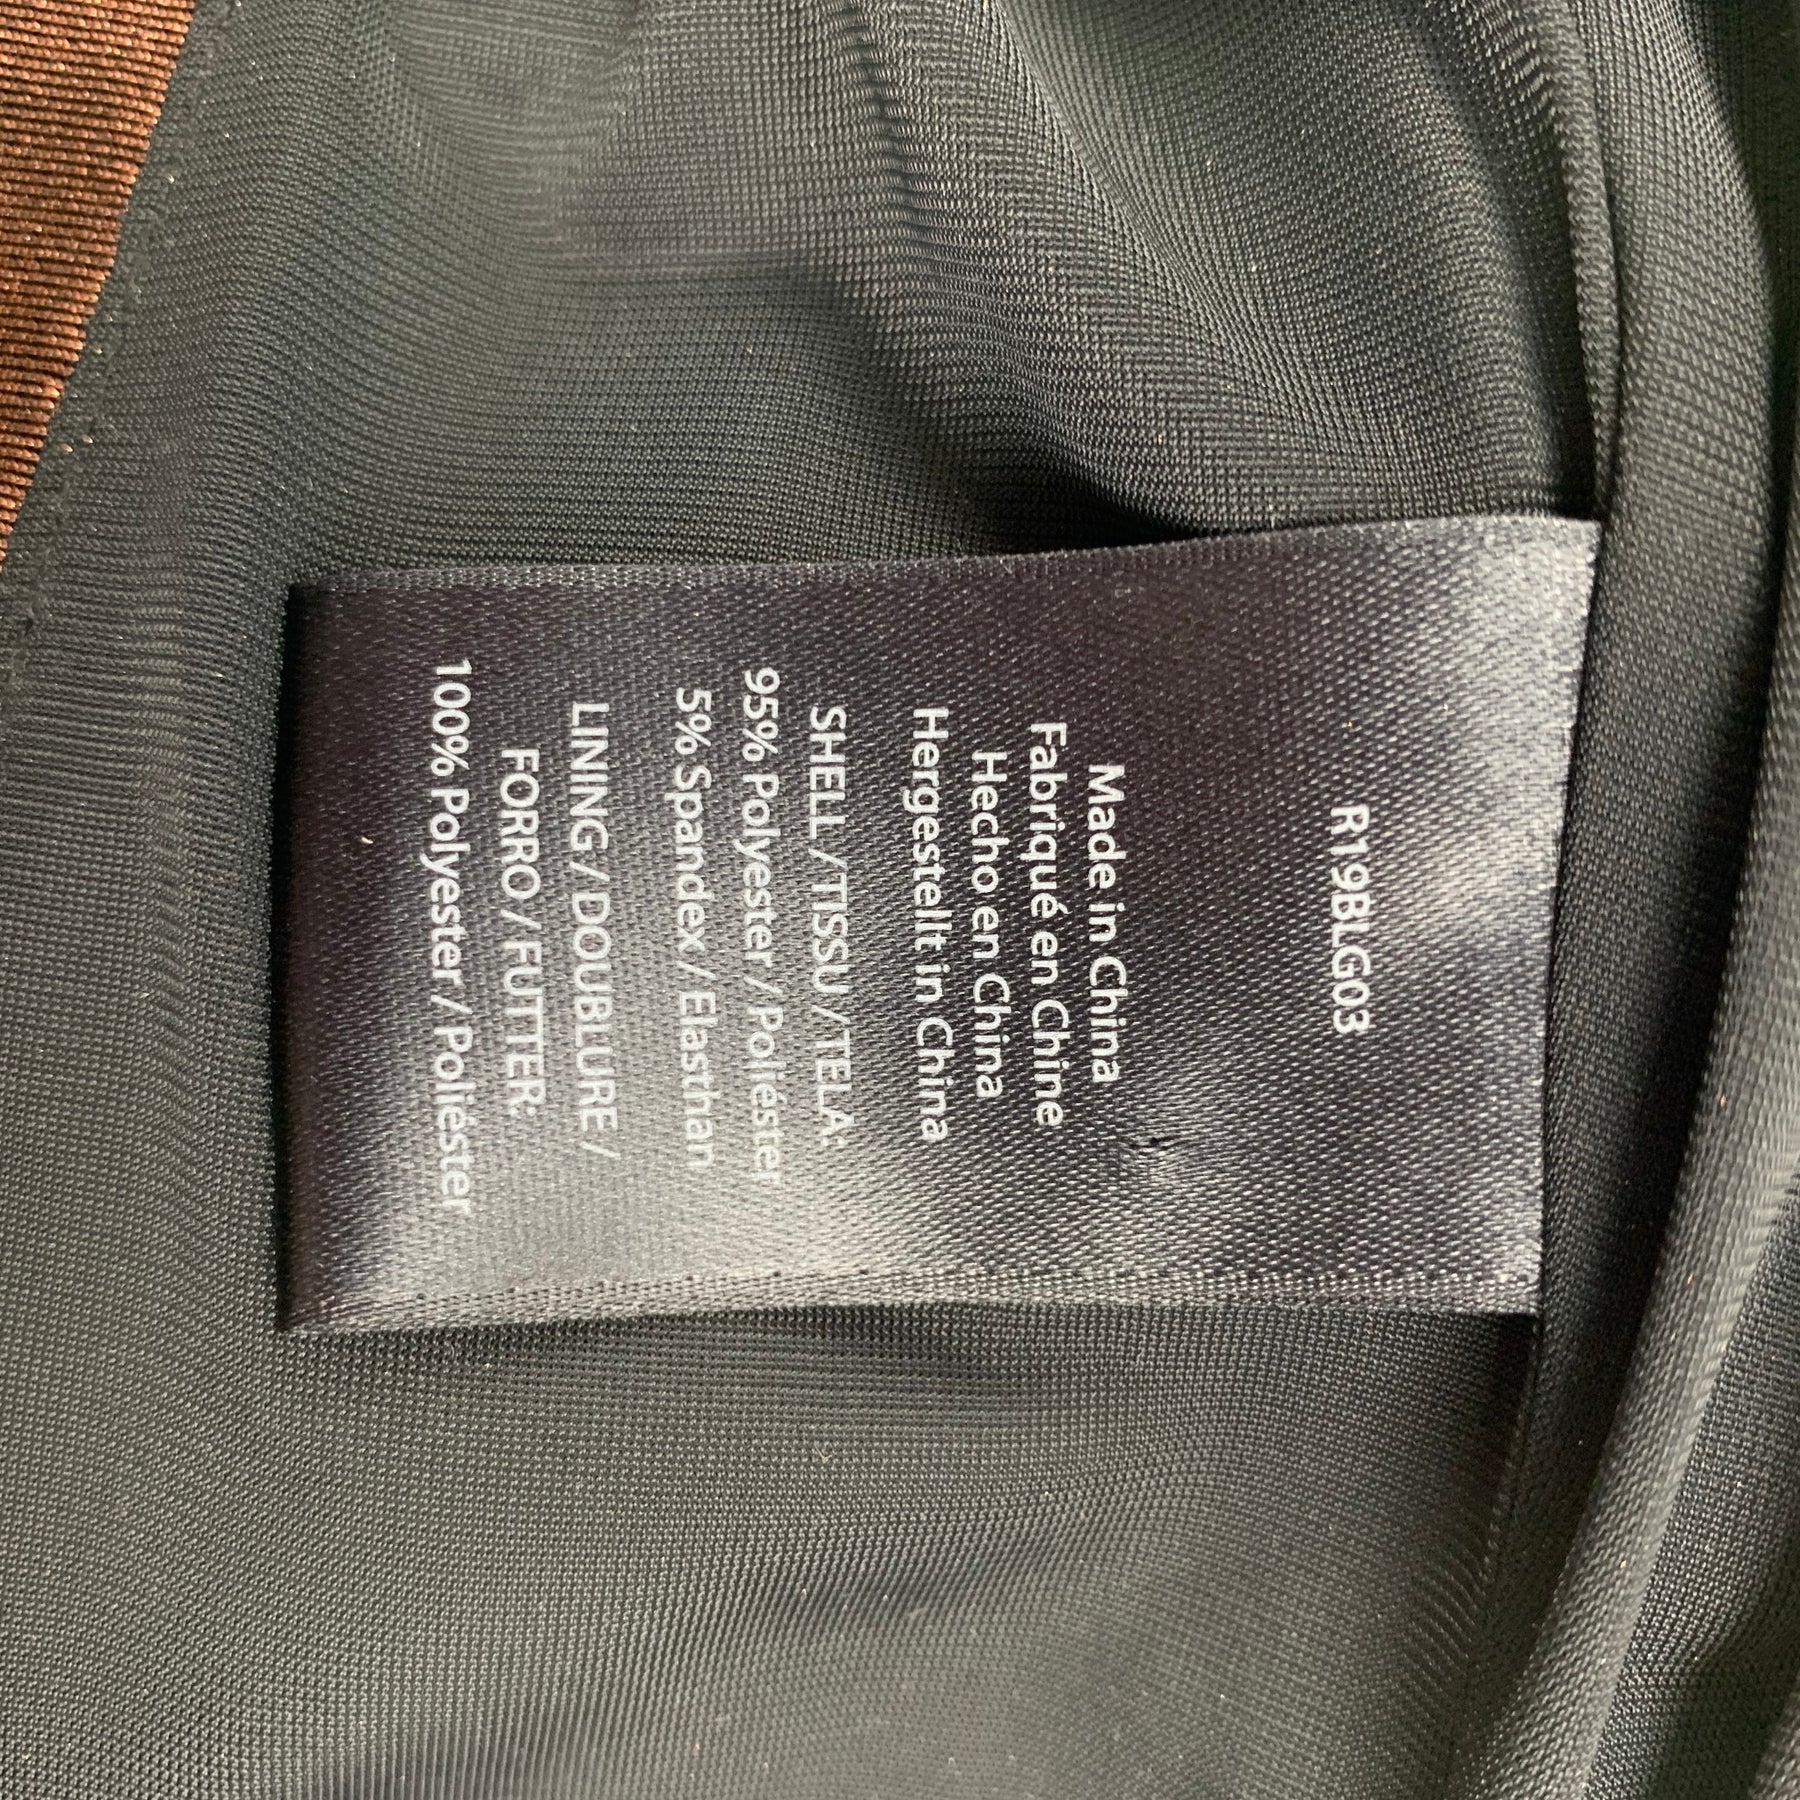 R19BLG03
Made in China
Fabriqué en Chine
Hecho en China
Hergestellt in China
SHELL / TISSU / TELA:
95% Polyester / Poliéster
5% Spandex / Elasthan
LINING / DOUBLURE /
FORRO / FUTTER:
100% Polyester / Poliéster